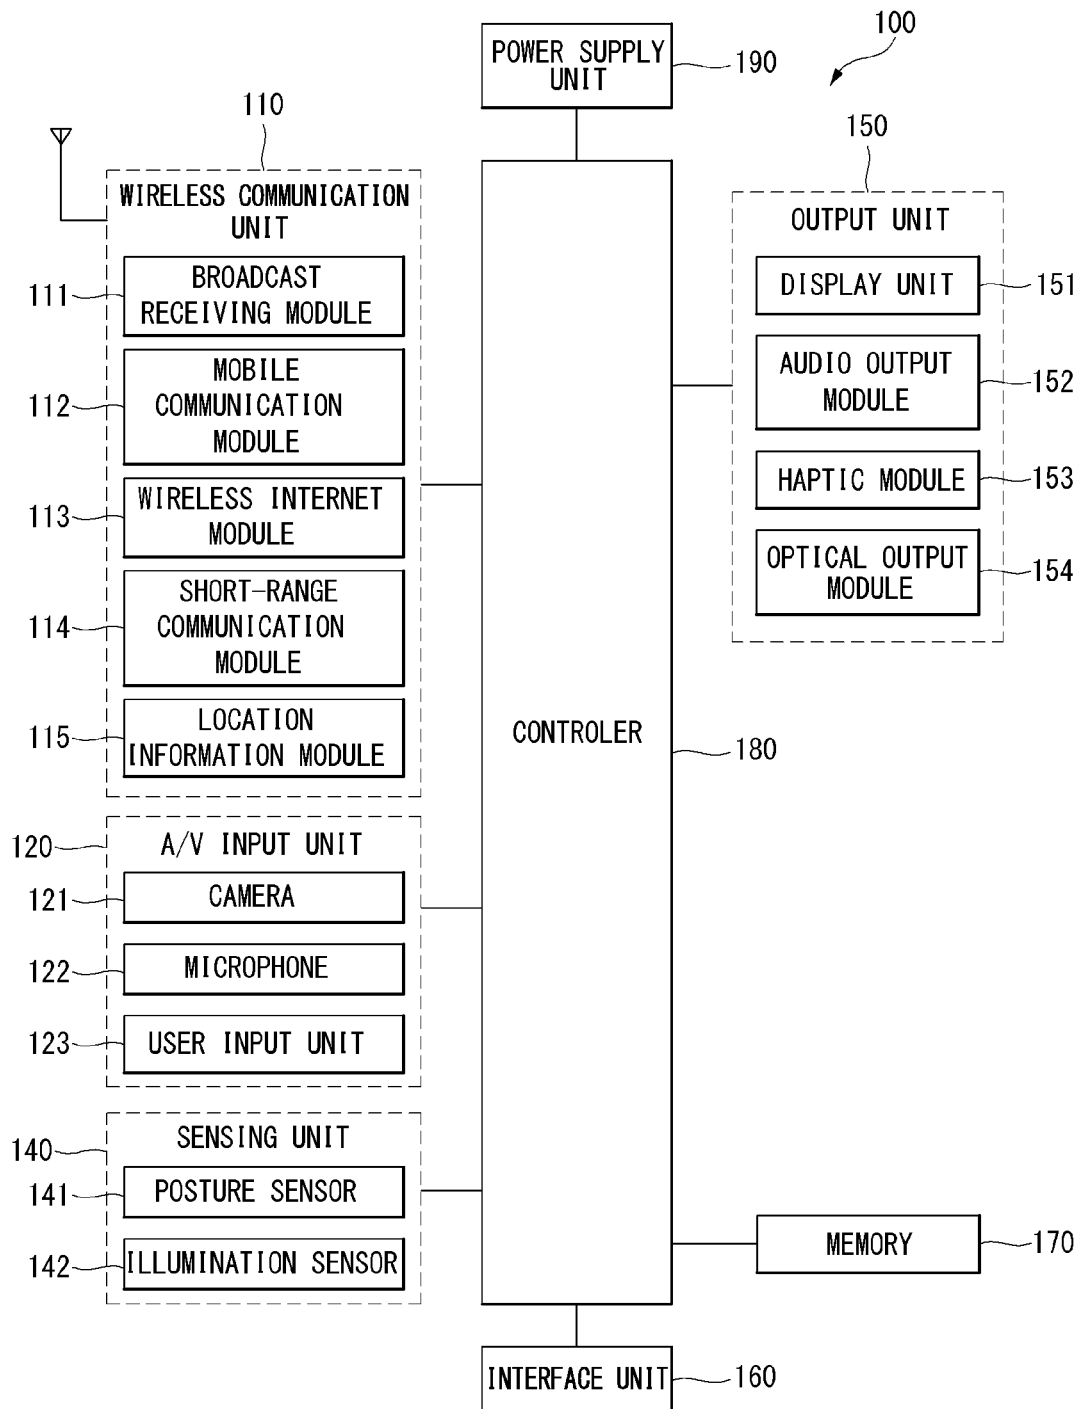 100
POWER SUPPLY
UNIT
190
110
WIRELESS COMMUNICATION
UNIT
111
BROADCAST
RECEIVING MODULE
112
MOBILE
COMMUNICATION
MODULE
113
WIRELESS INTERNET
MODULE
114
SHORT-RANGE
COMMUNICATION
MODULE
115
LOCATION
INFORMATION MODULE
120
A/V INPUT UNIT
121
CAMERA
122
MICROPHONE
123
USER INPUT UNIT
140
SENSING UNIT
141
POSTURE SENSOR
142
ILLUMINATION SENSOR
CONTROLER
180
150
OUTPUT UNIT
DISPLAY UNIT
151
AUDIO OUTPUT
MODULE
152
HAPTIC MODULE
153
OPTICAL OUTPUT
MODULE
154
MEMORY
170
INTERFACE UNIT
160